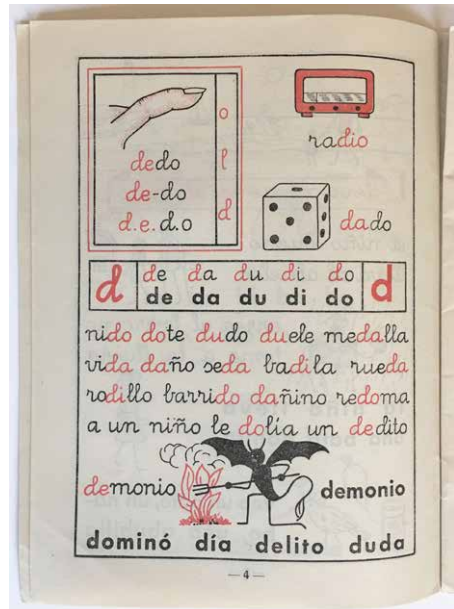 dedo
de-do
d.e.d.o
o
l
d
radio
dado
d
de da du di do
de da du di do
d
nido dote dudo duele medalla
vida daño seda badila rueda
rodillo barrido dañino redoma
a un niño le dolía un dedito
demonio
demonio
dominó día delito duda
— 4 —